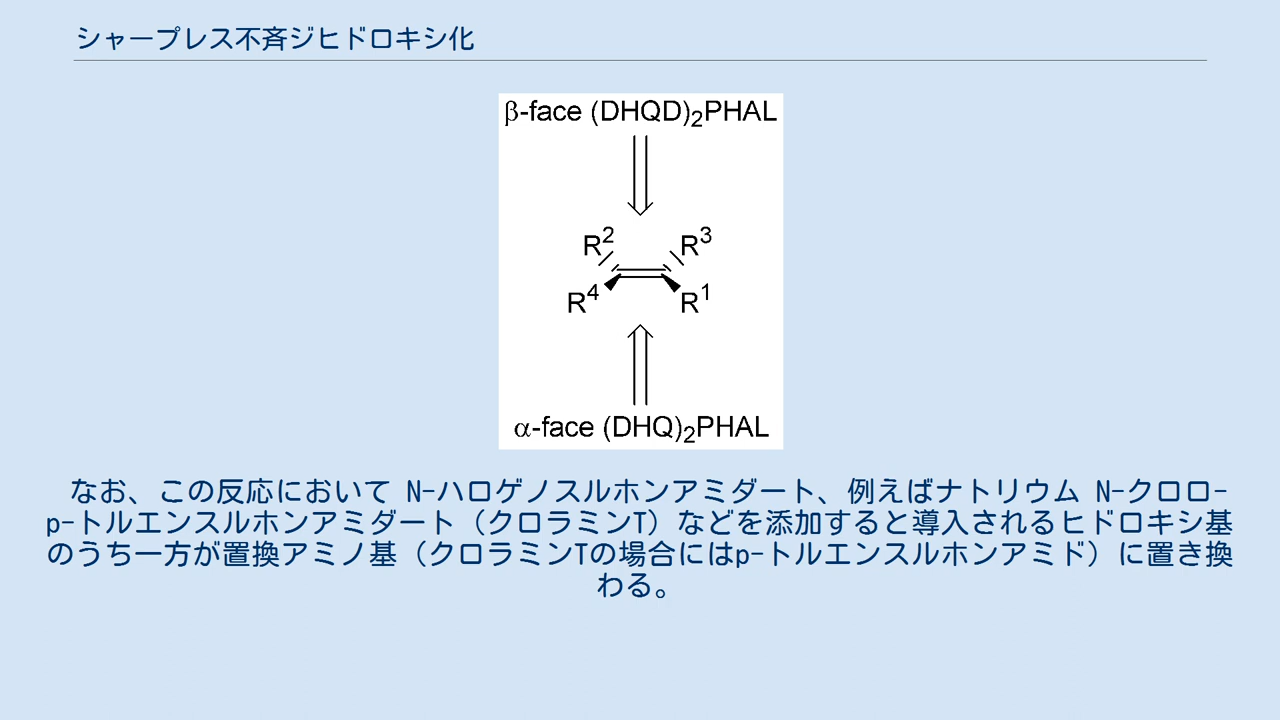 シャープレス不斉ジヒドロキシ化
β-face (DHQD)₂PHAL
R² R³
R⁴ R¹
α-face (DHQ)₂PHAL
なお、この反応において N-ハロゲノスルホンアミダート、例えばナトリウム N-クロロ-
p-トルエンスルホンアミダート（クロラミンT）などを添加すると導入されるヒドロキシ基
のうち一方が置換アミノ基（クロラミンTの場合にはp-トルエンスルホンアミド）に置き換
わる。